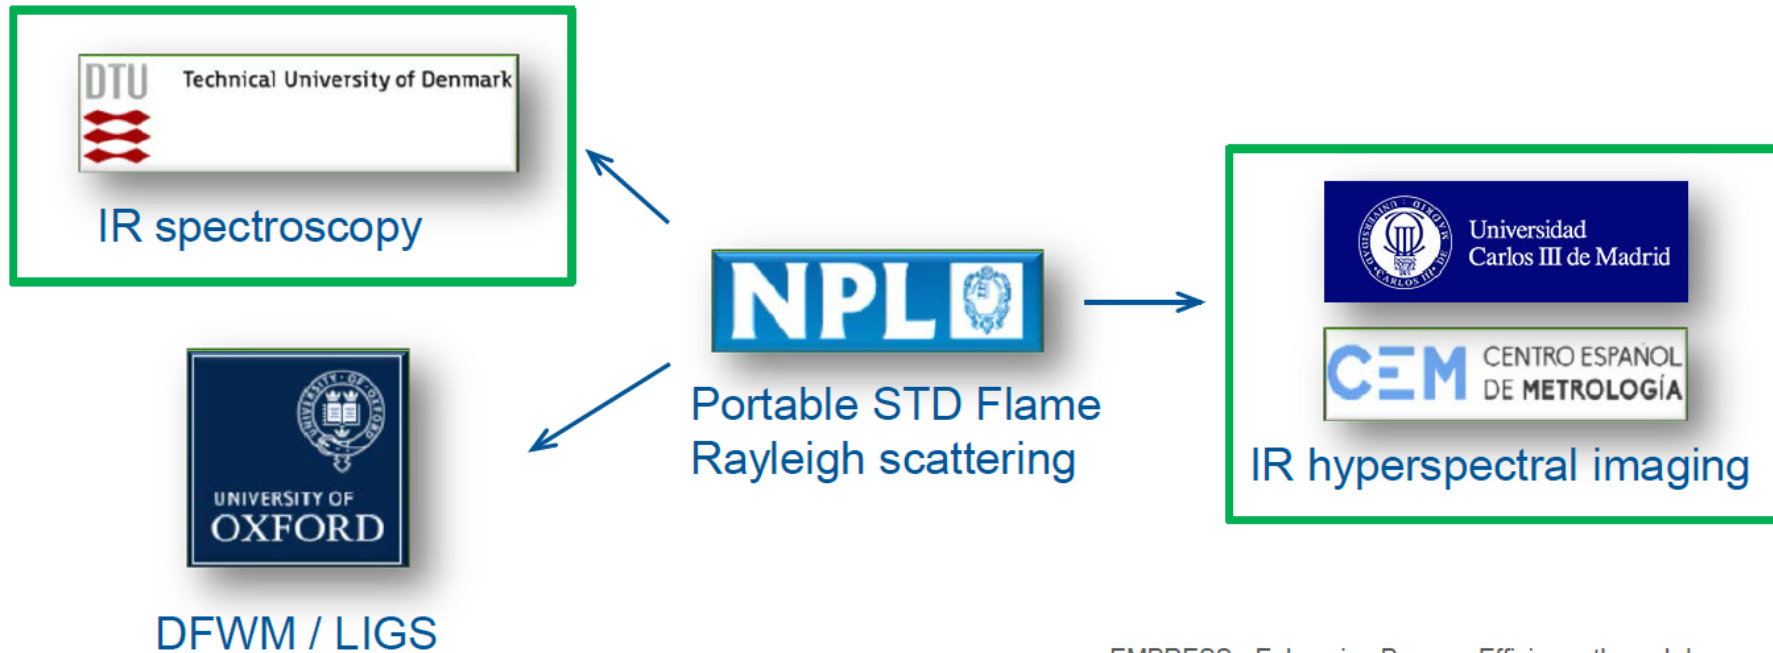 DTU
Technical University of Denmark
IR spectroscopy
NPL
Portable STD Flame
Rayleigh scattering
UNIVERSITY OF
OXFORD
DFWM / LIGS
Universidad
Carlos III de Madrid
CEM
CENTRO ESPAÑOL
DE METROLOGÍA
IR hyperspectral imaging